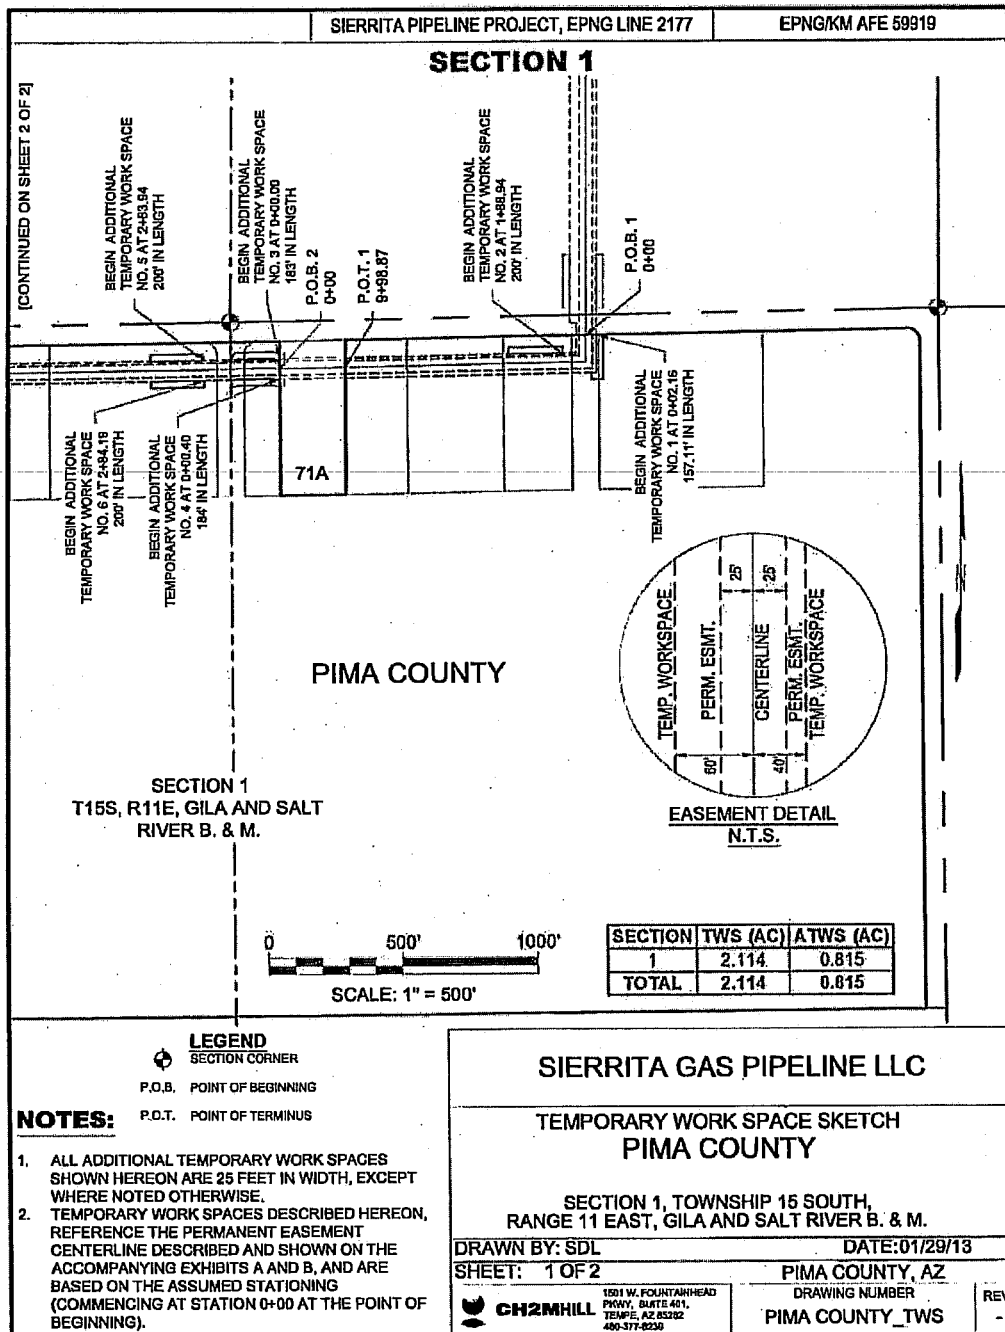 SIERRITA PIPELINE PROJECT, EPNG LINE 2177
EPNG/KM AFE 59919
SECTION 1
[CONTINUED ON SHEET 2 OF 2]
BEGIN ADDITIONAL
TEMPORARY WORK SPACE
NO. 5 AT 2+83.94
200' IN LENGTH
BEGIN ADDITIONAL
TEMPORARY WORK SPACE
NO. 3 AT 0+00.00
183' IN LENGTH
P.O.B. 2
0+00
P.O.T. 1
9+98.87
BEGIN ADDITIONAL
TEMPORARY WORK SPACE
NO. 2 AT 1+88.94
200' IN LENGTH
P.O.B. 1
0+00
BEGIN ADDITIONAL
TEMPORARY WORK SPACE
NO. 6 AT 2+84.19
200' IN LENGTH
BEGIN ADDITIONAL
TEMPORARY WORK SPACE
NO. 4 AT 0+00.40
184' IN LENGTH
71A
BEGIN ADDITIONAL
TEMPORARY WORK SPACE
NO. 1 AT 0+02.16
157.11' IN LENGTH
PIMA COUNTY
TEMP. WORKSPACE
PERM. ESMT.
CENTERLINE
PERM. ESMT.
TEMP. WORKSPACE
25'
25'
60'
40'
EASEMENT DETAIL
N.T.S.
SECTION 1
T15S, R11E, GILA AND SALT
RIVER B. & M.
0 500' 1000'
SCALE: 1" = 500'
SECTION TWS (AC) ATWS (AC)
1 2.114 0.815
TOTAL 2.114 0.815
LEGEND
SECTION CORNER
P.O.B. POINT OF BEGINNING
P.O.T. POINT OF TERMINUS
NOTES:
1. ALL ADDITIONAL TEMPORARY WORK SPACES
SHOWN HEREON ARE 25 FEET IN WIDTH, EXCEPT
WHERE NOTED OTHERWISE.
2. TEMPORARY WORK SPACES DESCRIBED HEREON,
REFERENCE THE PERMANENT EASEMENT
CENTERLINE DESCRIBED AND SHOWN ON THE
ACCOMPANYING EXHIBITS A AND B, AND ARE
BASED ON THE ASSUMED STATIONING
(COMMENCING AT STATION 0+00 AT THE POINT OF
BEGINNING).
SIERRITA GAS PIPELINE LLC
TEMPORARY WORK SPACE SKETCH
PIMA COUNTY
SECTION 1, TOWNSHIP 15 SOUTH,
RANGE 11 EAST, GILA AND SALT RIVER B. & M.
DRAWN BY: SDL
DATE:01/29/13
SHEET: 1 OF 2
PIMA COUNTY, AZ
CH2MHILL
1501 W. FOUNTAINHEAD
PKWY, SUITE 401,
TEMPE, AZ 85282
480-377-6230
DRAWING NUMBER
PIMA COUNTY_TWS
REV
-